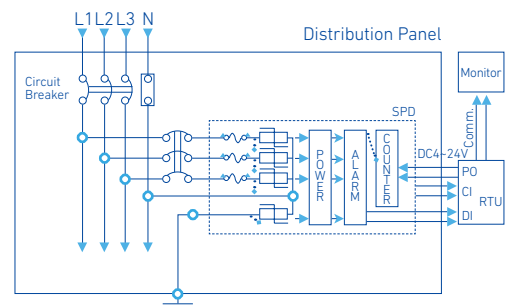 L1 L2 L3 N
Distribution Panel
Circuit
Breaker
Monitor
SPD
Comm.
DC4~24V
POWER
ALARM
COUNTER
PO
CI
RTU
DI